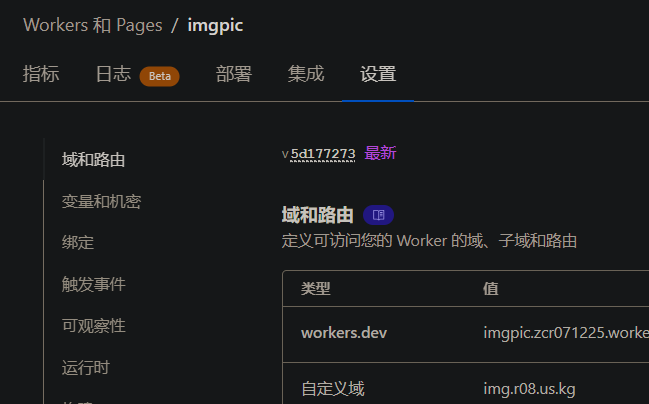 Workers 和 Pages / imgpic
指标 日志 Beta 部署 集成 设置
域和路由
变量和机密
绑定
触发事件
可观察性
运行时
v 5d177273 最新
域和路由
定义可访问您的 Worker 的域、子域和路由
类型 值
workers.dev imgpic.zcr071225.worke
自定义域 img.r08.us.kg